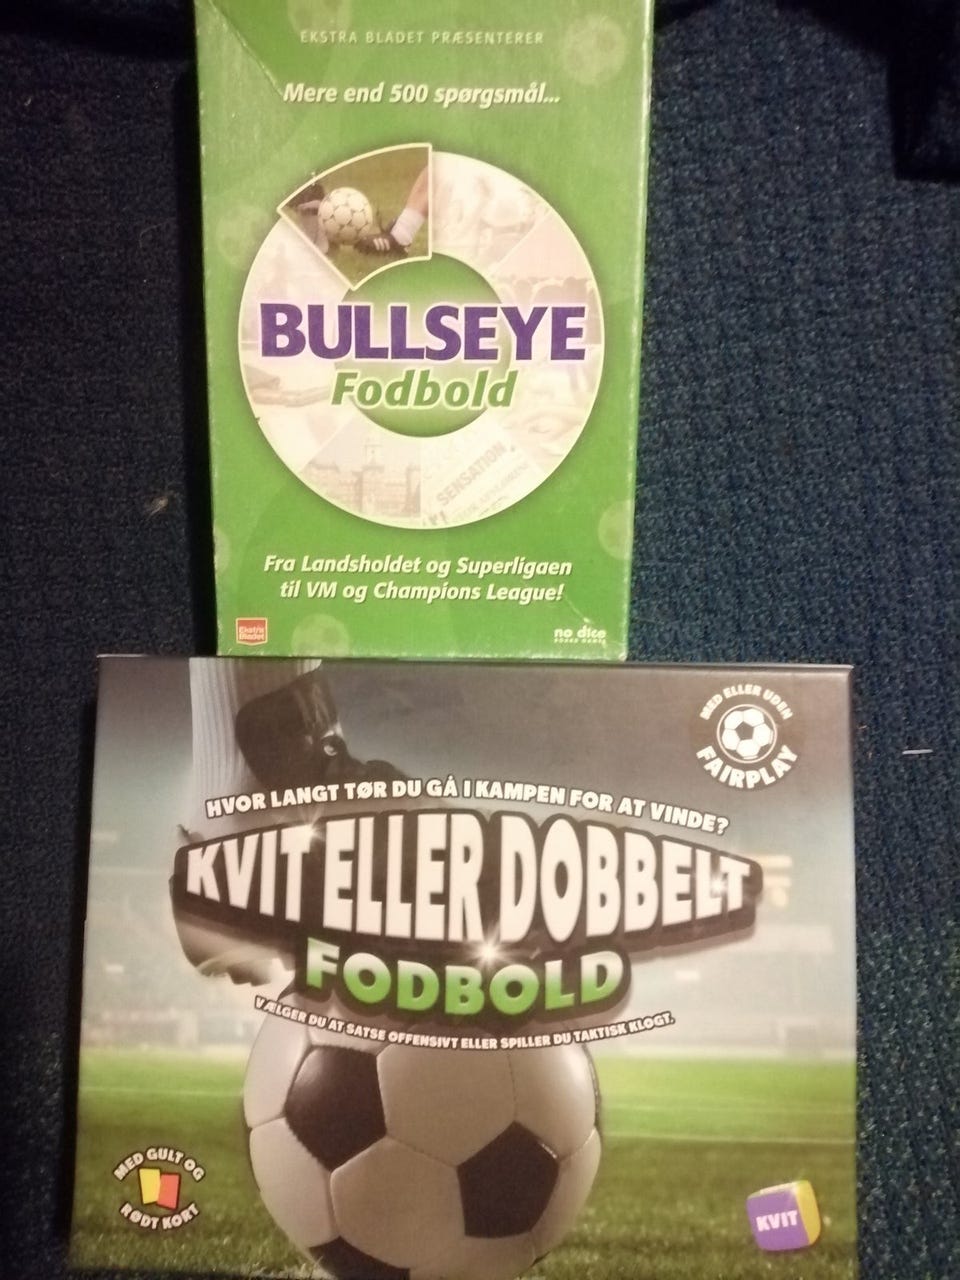 EKSTRA BLADET PRÆSENTERER
Mere end 500 spørgsmål...
BULLSEYE
Fodbold
SENSATION
Fra Landsholdet og Superligaen
til VM og Champions League!
Ekstra
Bladet
no dice
BOARD GAMES
MED ELLER UDEN
FAIRPLAY
HVOR LANGT TØR DU GÅ I KAMPEN FOR AT VINDE?
KVIT ELLER DOBBELT
FODBOLD
VÆLGER DU AT SATSE OFFENSIVT ELLER SPILLER DU TAKTISK KLOGT.
MED GULT OG
RØDT KORT
KVIT